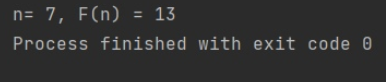 n= 7, F(n) = 13
Process finished with exit code 0